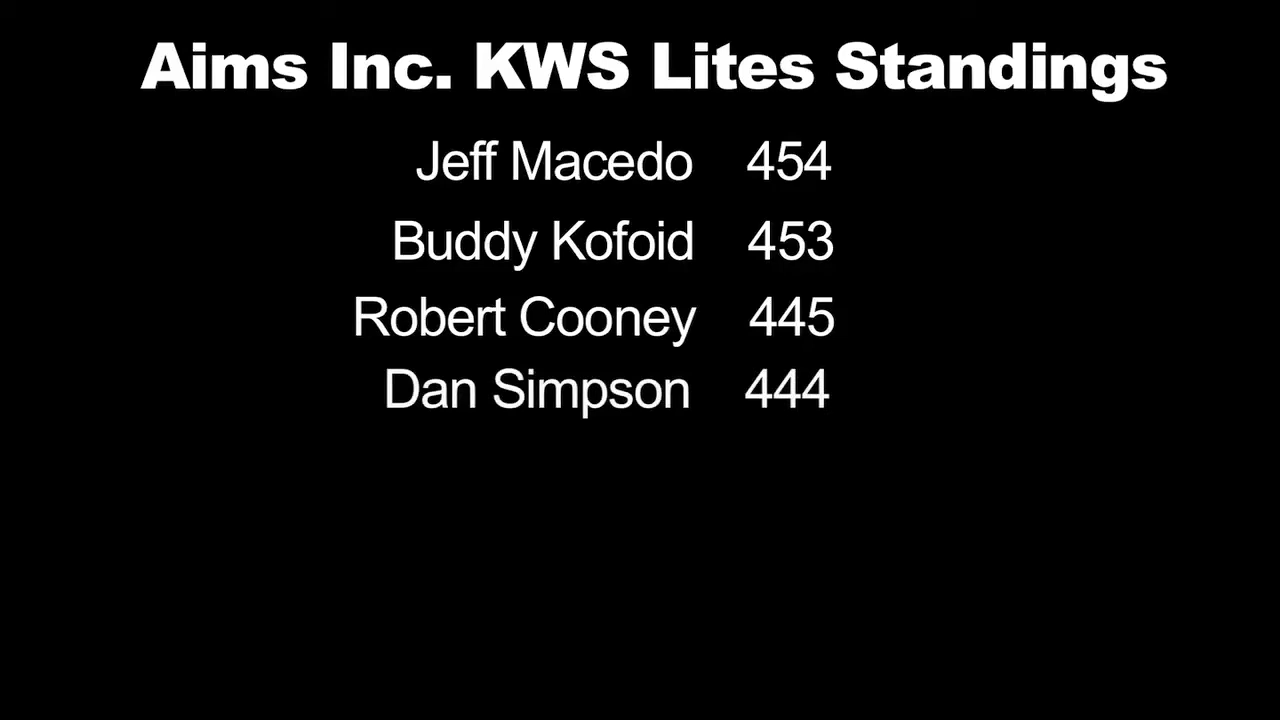 Aims Inc. KWS Lites Standings
Jeff Macedo 454
Buddy Kofoid 453
Robert Cooney 445
Dan Simpson 444